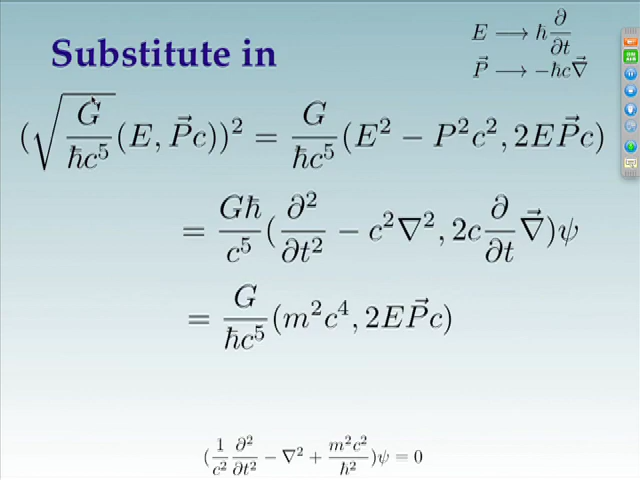 Substitute in
E ⟶ ħ ∂/∂t
P⃗ ⟶ −ħc∇⃗
(√(G/ħc⁵)(E, P⃗c))² = G/ħc⁵ (E² − P²c², 2EP⃗c)
= Għ/c⁵ (∂²/∂t² − c²∇², 2c ∂/∂t ∇⃗)ψ
= G/ħc⁵ (m²c⁴, 2EP⃗c)
(1/c² ∂²/∂t² − ∇² + m²c²/ħ²)ψ = 0